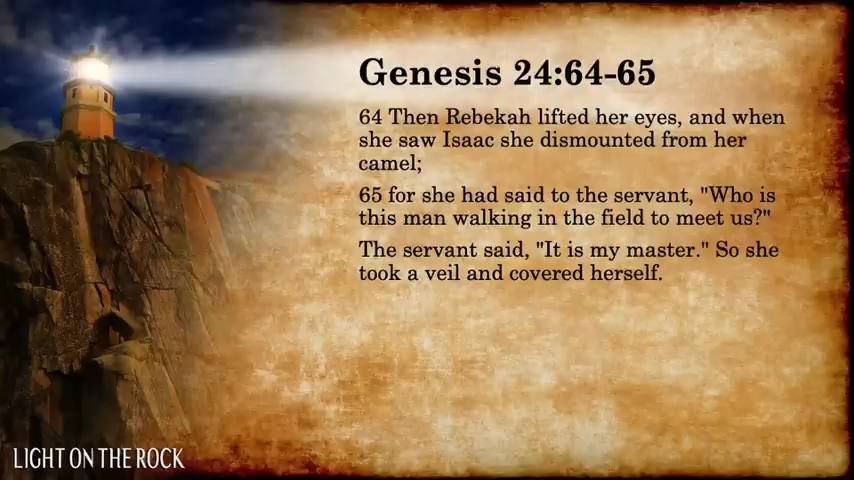 Genesis 24:64-65
64 Then Rebekah lifted her eyes, and when
she saw Isaac she dismounted from her
camel;
65 for she had said to the servant, "Who is
this man walking in the field to meet us?"
The servant said, "It is my master." So she
took a veil and covered herself.
LIGHT ON THE ROCK